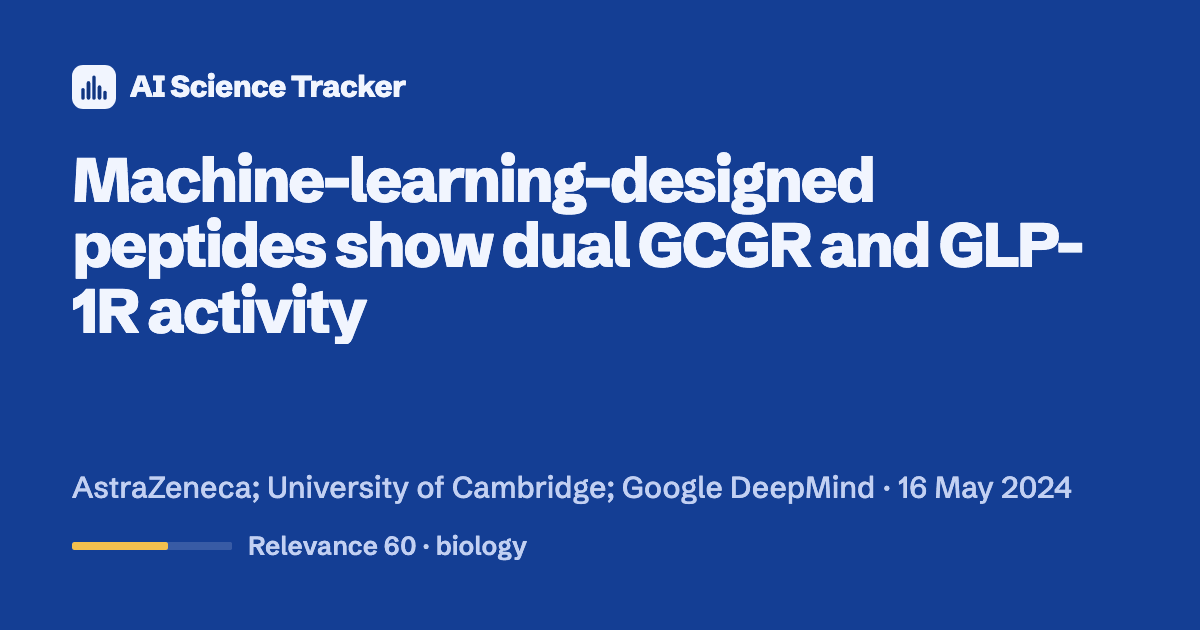 AI Science Tracker
Machine-learning-designed
peptides show dual GCGR and GLP-
1R activity
AstraZeneca; University of Cambridge; Google DeepMind · 16 May 2024
Relevance 60 · biology